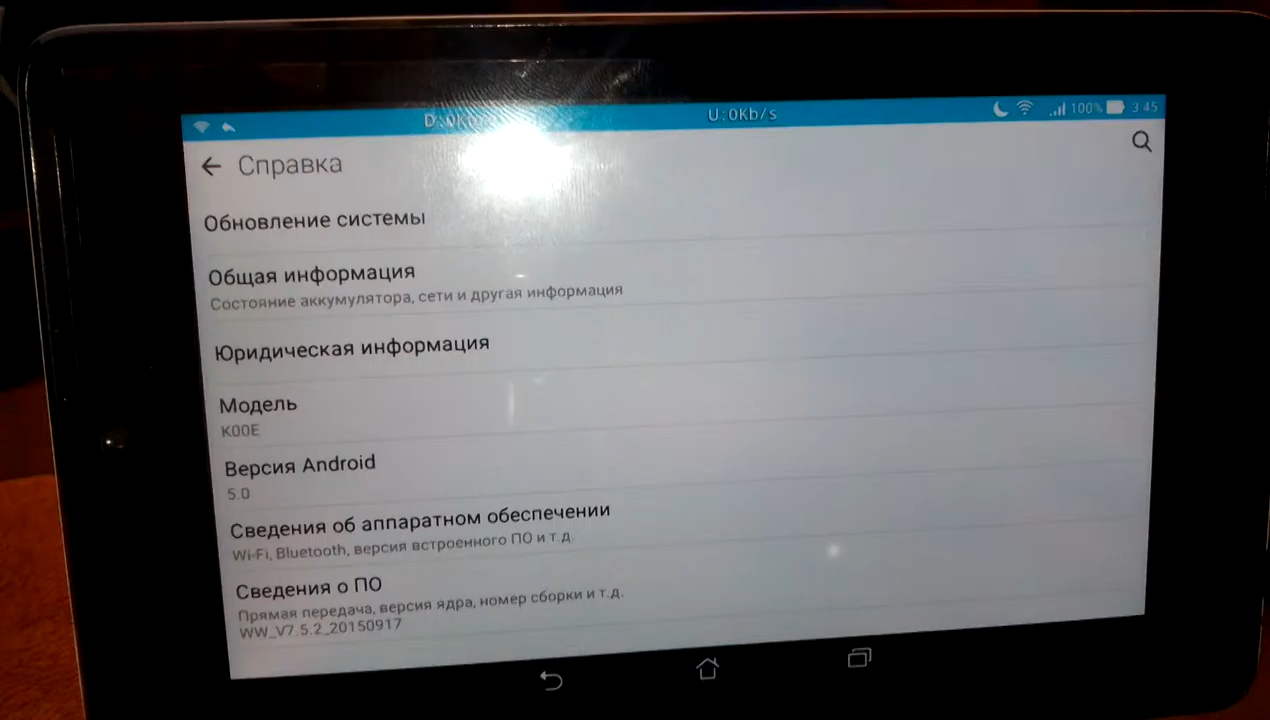 U:0Kb/s
100%
3 45
Справка
Обновление системы
Общая информация
Состояние аккумулятора, сети и другая информация
Юридическая информация
Модель
K00E
Версия Android
5.0
Сведения об аппаратном обеспечении
Wi-Fi, Bluetooth, версия встроенного ПО и т.д.
Сведения о ПО
Прямая передача, версия ядра, номер сборки и т.д.
WW_V7.5.2_20150917